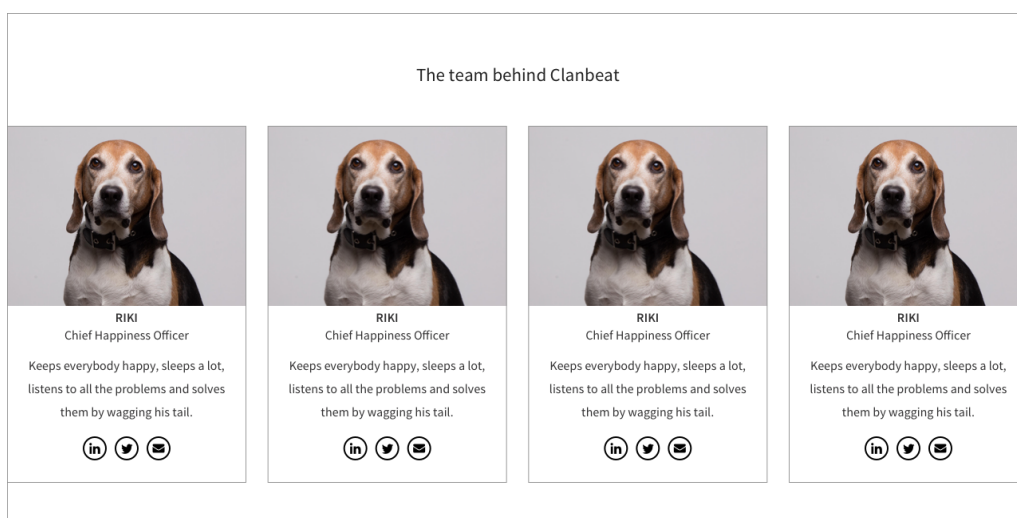 The team behind Clanbeat
RIKI
Chief Happiness Officer
Keeps everybody happy, sleeps a lot,
listens to all the problems and solves
them by wagging his tail.
in
RIKI
Chief Happiness Officer
Keeps everybody happy, sleeps a lot,
listens to all the problems and solves
them by wagging his tail.
in
RIKI
Chief Happiness Officer
Keeps everybody happy, sleeps a lot,
listens to all the problems and solves
them by wagging his tail.
in
RIKI
Chief Happiness Officer
Keeps everybody happy, sleeps a lot,
listens to all the problems and solves
them by wagging his tail.
in